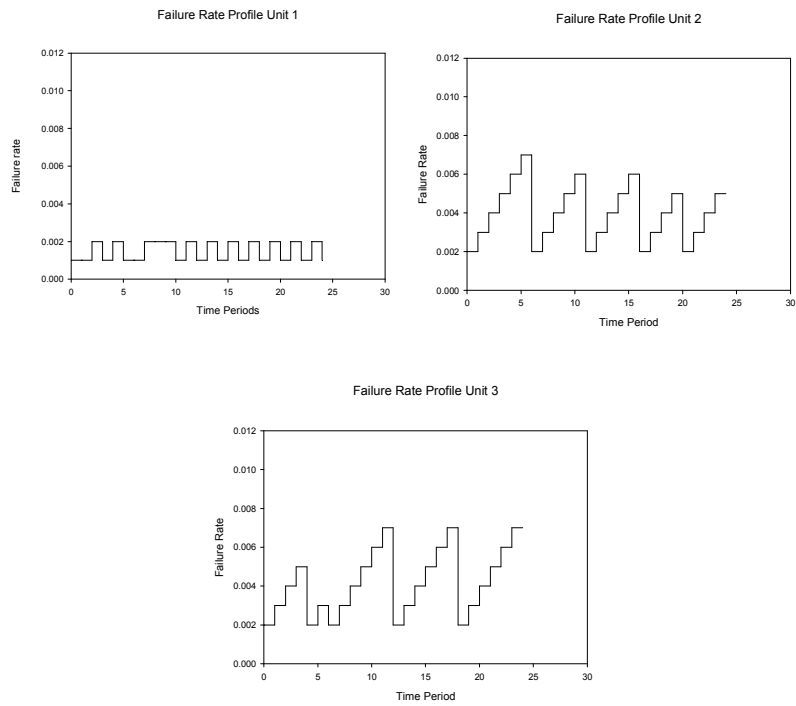 Failure Rate Profile Unit 1
0.012
0.010
0.008
0.006
0.004
0.002
0.000
Failure rate
0 5 10 15 20 25 30
Time Periods
Failure Rate Profile Unit 2
0.012
0.010
0.008
0.006
0.004
0.002
0.000
Failure Rate
0 5 10 15 20 25 30
Time Period
Failure Rate Profile Unit 3
0.012
0.010
0.008
0.006
0.004
0.002
0.000
Failure Rate
0 5 10 15 20 25 30
Time Period